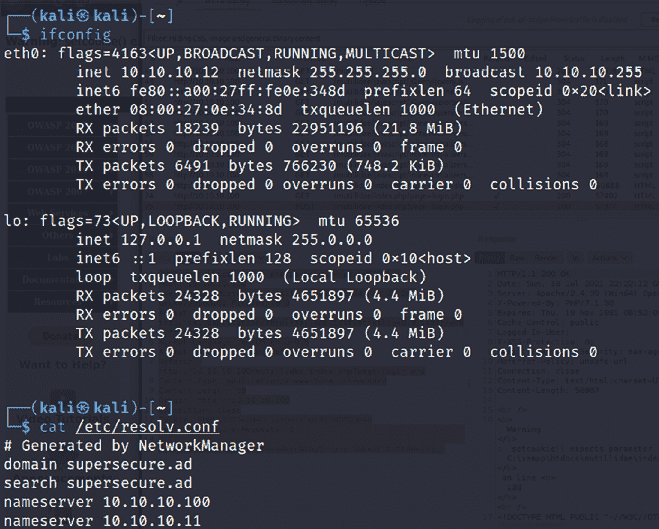 ┌──(kali㉿kali)-[~]
└─$ ifconfig
eth0: flags=4163<UP,BROADCAST,RUNNING,MULTICAST>  mtu 1500
inet 10.10.10.12  netmask 255.255.255.0  broadcast 10.10.10.255
inet6 fe80::a00:27ff:fe0e:348d  prefixlen 64  scopeid 0×20<link>
ether 08:00:27:0e:34:8d  txqueuelen 1000  (Ethernet)
RX packets 18239  bytes 22951196 (21.8 MiB)
RX errors 0  dropped 0  overruns 0  frame 0
TX packets 6491  bytes 766230 (748.2 KiB)
TX errors 0  dropped 0 overruns 0  carrier 0  collisions 0
lo: flags=73<UP,LOOPBACK,RUNNING>  mtu 65536
inet 127.0.0.1  netmask 255.0.0.0
inet6 ::1  prefixlen 128  scopeid 0×10<host>
loop  txqueuelen 1000  (Local Loopback)
RX packets 24328  bytes 4651897 (4.4 MiB)
RX errors 0  dropped 0  overruns 0  frame 0
TX packets 24328  bytes 4651897 (4.4 MiB)
TX errors 0  dropped 0 overruns 0  carrier 0  collisions 0
┌──(kali㉿kali)-[~]
└─$ cat /etc/resolv.conf
# Generated by NetworkManager
domain supersecure.ad
search supersecure.ad
nameserver 10.10.10.100
nameserver 10.10.10.11